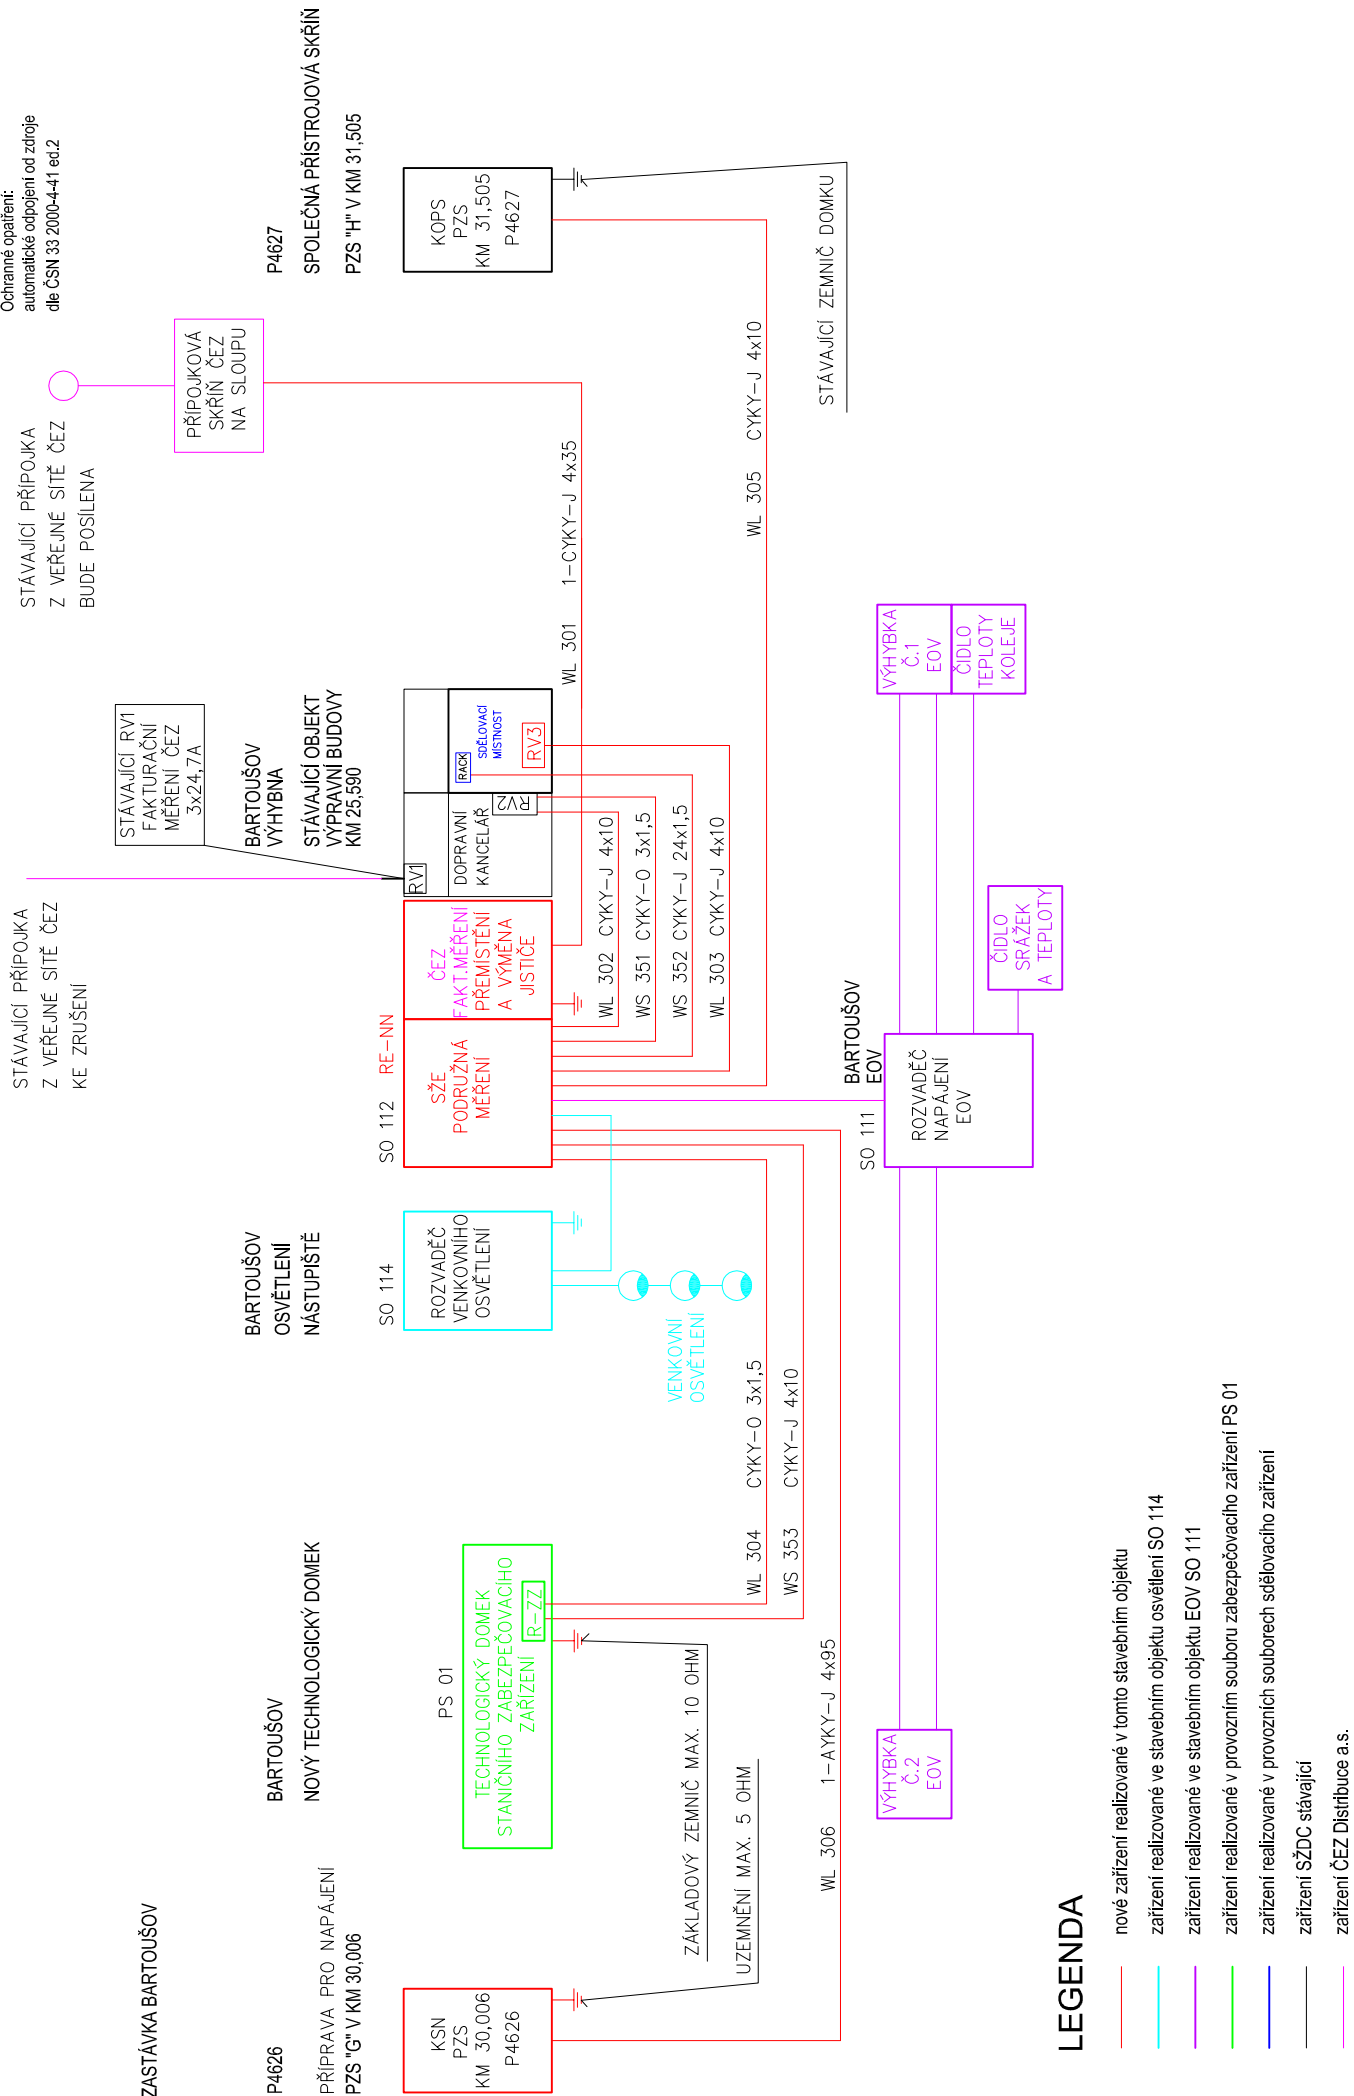 ZASTÁVKA BARTOUŠOV
P4626
PŘÍPRAVA PRO NAPÁJENÍ
PZS "G" V KM 30,006
KSN
PZS
KM 30,006
P4626
BARTOUŠOV
NOVÝ TECHNOLOGICKÝ DOMEK
PS 01
TECHNOLOGICKÝ DOMEK
STANIČNÍHO ZABEZPEČOVACÍHO
ZAŘÍZENÍ
R-ZZ
ZÁKLADOVÝ ZEMNIČ MAX. 10 OHM
UZEMNĚNÍ MAX. 5 OHM
WL 304 CYKY-O 3x1,5
WS 353 CYKY-J 4x10
WL 306 1-AYKY-J 4x95
BARTOUŠOV
OSVĚTLENÍ
NÁSTUPIŠTĚ
SO 114
ROZVADĚČ
VENKOVNÍHO
OSVĚTLENÍ
VENKOVNÍ
OSVĚTLENÍ
STÁVAJÍCÍ PŘÍPOJKA
Z VEŘEJNÉ SÍTĚ ČEZ
KE ZRUŠENÍ
SO 112
RE-NN
SŽE
PODRUŽNÁ
MĚŘENÍ
ČEZ
FAKT.MĚŘENÍ
PŘEMÍSTĚNÍ
A VÝMĚNA
JISTIČE
STÁVAJÍCÍ RV1
FAKTURAČNÍ
MĚŘENÍ ČEZ
3x24,7A
BARTOUŠOV
VÝHYBNA
STÁVAJÍCÍ OBJEKT
VÝPRAVNÍ BUDOVY
KM 25,590
RV1
DOPRAVNÍ
KANCELÁŘ
RV2
RACK
SDĚLOVACÍ
MÍSTNOST
RV3
WL 301 1-CYKY-J 4x35
WL 302 CYKY-J 4x10
WS 351 CYKY-O 3x1,5
WS 352 CYKY-J 24x1,5
WL 303 CYKY-J 4x10
WL 305 CYKY-J 4x10
STÁVAJÍCÍ PŘÍPOJKA
Z VEŘEJNÉ SÍTĚ ČEZ
BUDE POSÍLENA
PŘÍPOJKOVÁ
SKŘÍŇ ČEZ
NA SLOUPU
Ochranné opatření:
automatické odpojení od zdroje
dle ČSN 33 2000-4-41 ed.2
P4627
SPOLEČNÁ PŘÍSTROJOVÁ SKŘÍŇ
PZS "H" V KM 31,505
KOPS
PZS
KM 31,505
P4627
STÁVAJÍCÍ ZEMNIČ DOMKU
BARTOUŠOV
EOV
SO 111
ROZVADĚČ
NAPÁJENÍ
EOV
VÝHYBKA
Č.2
EOV
VÝHYBKA
Č.1
EOV
ČIDLO
TEPLOTY
KOLEJE
ČIDLO
SRÁŽEK
A TEPLOTY
LEGENDA
nové zařízení realizované v tomto stavebním objektu
zařízení realizované ve stavebním objektu osvětlení SO 114
zařízení realizované ve stavebním objektu EOV SO 111
zařízení realizované v provozním souboru zabezpečovacího zařízení PS 01
zařízení realizované v provozních souborech sdělovacího zařízení
zařízení SŽDC stávající
zařízení ČEZ Distribuce a.s.